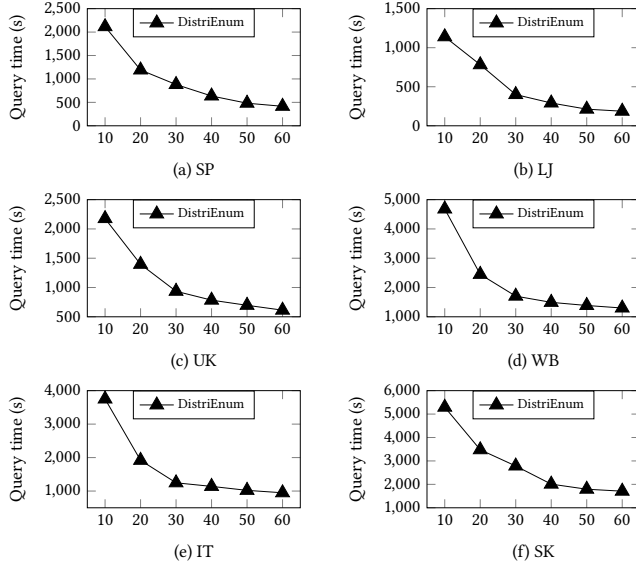 Query time (s)
2,500
2,000
1,500
1,000
500
0
DistriEnum
10 20 30 40 50 60
(a) SP
Query time (s)
1,500
1,000
500
0
DistriEnum
10 20 30 40 50 60
(b) LJ
Query time (s)
2,500
2,000
1,500
1,000
500
DistriEnum
10 20 30 40 50 60
(c) UK
Query time (s)
5,000
4,000
3,000
2,000
1,000
DistriEnum
10 20 30 40 50 60
(d) WB
Query time (s)
4,000
3,000
2,000
1,000
DistriEnum
10 20 30 40 50 60
(e) IT
Query time (s)
6,000
5,000
4,000
3,000
2,000
1,000
DistriEnum
10 20 30 40 50 60
(f) SK